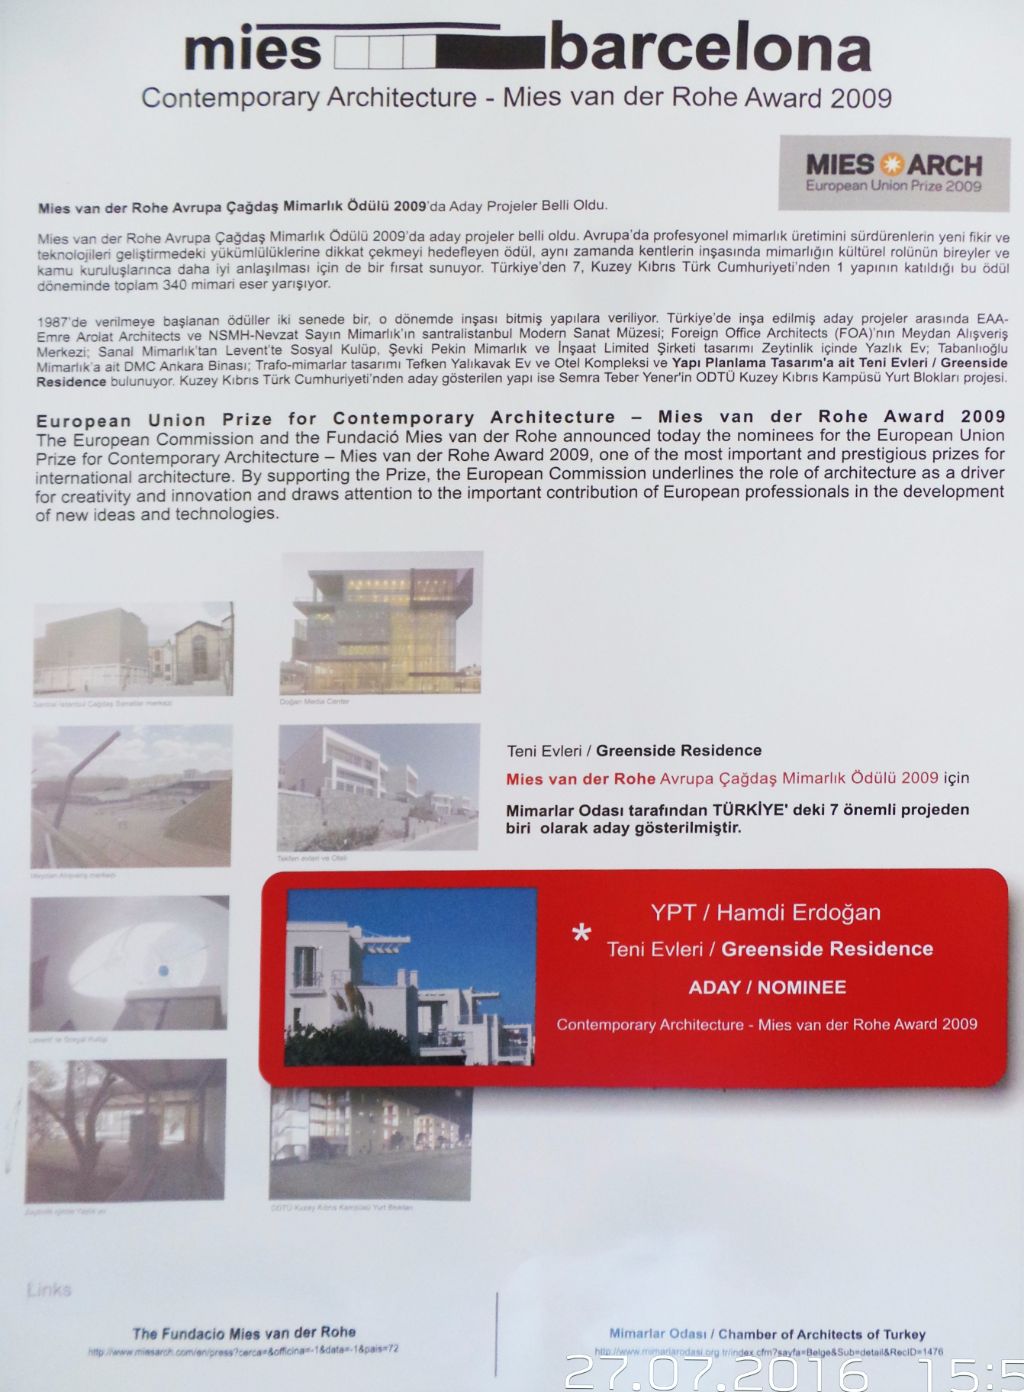 mies barcelona
Contemporary Architecture - Mies van der Rohe Award 2009
MIES ARCH
European Union Prize 2009
Mies van der Rohe Avrupa Çağdaş Mimarlık Ödülü 2009'da Aday Projeler Belli Oldu.
Mies van der Rohe Avrupa Çağdaş Mimarlık Ödülü 2009'da aday projeler belli oldu. Avrupa'da profesyonel mimarlık üretimini sürdürenlerin yeni fikir ve
teknolojileri geliştirmedeki yükümlülüklerine dikkat çekmeyi hedefleyen ödül, aynı zamanda kentlerin inşasında mimarlığın kültürel rolünün bireyler ve
kamu kuruluşlarınca daha iyi anlaşılması için de bir fırsat sunuyor. Türkiye'den 7, Kuzey Kıbrıs Türk Cumhuriyeti'nden 1 yapının katıldığı bu ödül
döneminde toplam 340 mimari eser yarışıyor.
1987'de verilmeye başlanan ödüller iki senede bir, o dönemde inşası bitmiş yapılara veriliyor. Türkiye'de inşa edilmiş aday projeler arasında EAA-
Emre Arolat Architects ve NSMH-Nevzat Sayın Mimarlık'ın santralistanbul Modern Sanat Müzesi; Foreign Office Architects (FOA)'nın Meydan Alışveriş
Merkezi; Sanal Mimarlık'tan Levent'te Sosyal Kulüp, Şevki Pekin Mimarlık ve İnşaat Limited Şirketi tasarımı Zeytinlik içinde Yazlık Ev; Tabanlıoğlu
Mimarlık'a ait DMC Ankara Binası; Trafo-mimarlar tasarımı Tefken Yalıkavak Ev ve Otel Kompleksi ve Yapı Planlama Tasarım'a ait Teni Evleri / Greenside
Residence bulunuyor. Kuzey Kıbrıs Türk Cumhuriyeti'nden aday gösterilen yapı ise Semra Teber Yener'in ODTÜ Kuzey Kıbrıs Kampüsü Yurt Blokları projesi.
European Union Prize for Contemporary Architecture – Mies van der Rohe Award 2009
The European Commission and the Fundació Mies van der Rohe announced today the nominees for the European Union
Prize for Contemporary Architecture – Mies van der Rohe Award 2009, one of the most important and prestigious prizes for
international architecture. By supporting the Prize, the European Commission underlines the role of architecture as a driver
for creativity and innovation and draws attention to the important contribution of European professionals in the development
of new ideas and technologies.
Santral İstanbul Çağdaş Sanatlar merkezi
Doğan Media Center
Meydan Alışveriş merkezi
Tekfen evleri ve Oteli
Teni Evleri / Greenside Residence
Mies van der Rohe Avrupa Çağdaş Mimarlık Ödülü 2009 için
Mimarlar Odası tarafından TÜRKİYE' deki 7 önemli projeden
biri olarak aday gösterilmiştir.
YPT / Hamdi Erdoğan
* Teni Evleri / Greenside Residence
ADAY / NOMINEE
Contemporary Architecture - Mies van der Rohe Award 2009
Levent' te Sosyal Kulüp
Zeytinlik içinde Yazlık ev
ODTÜ Kuzey Kıbrıs Kampüsü Yurt Blokları
Links
The Fundacio Mies van der Rohe
http://www.miesarch.com/en/press?cerca=&oficina=-1&data=-1&pais=72
Mimarlar Odası / Chamber of Architects of Turkey
http://www.mimarlarodasi.org.tr/index.cfm?sayfa=Belge&Sub=detail&RecID=1476
27.07.2016 15:5